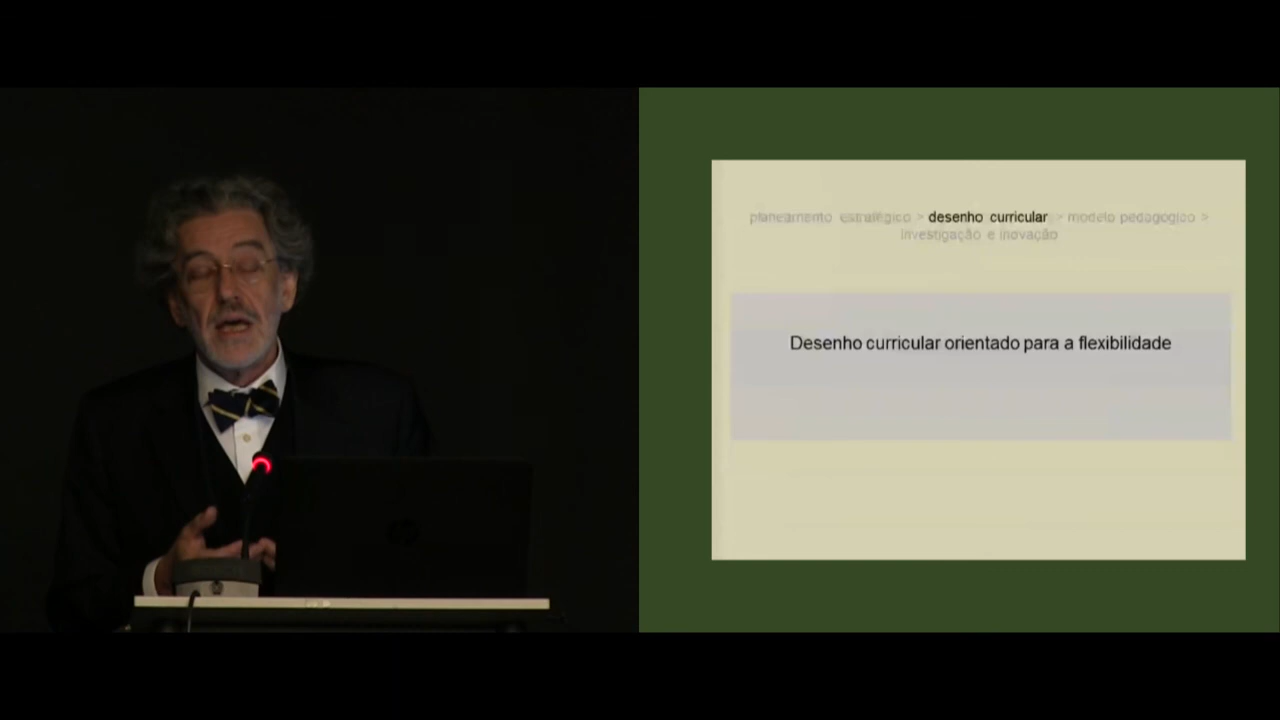 planeamento estratégico > desenho curricular > modelo pedagógico >
investigação e inovação
Desenho curricular orientado para a flexibilidade